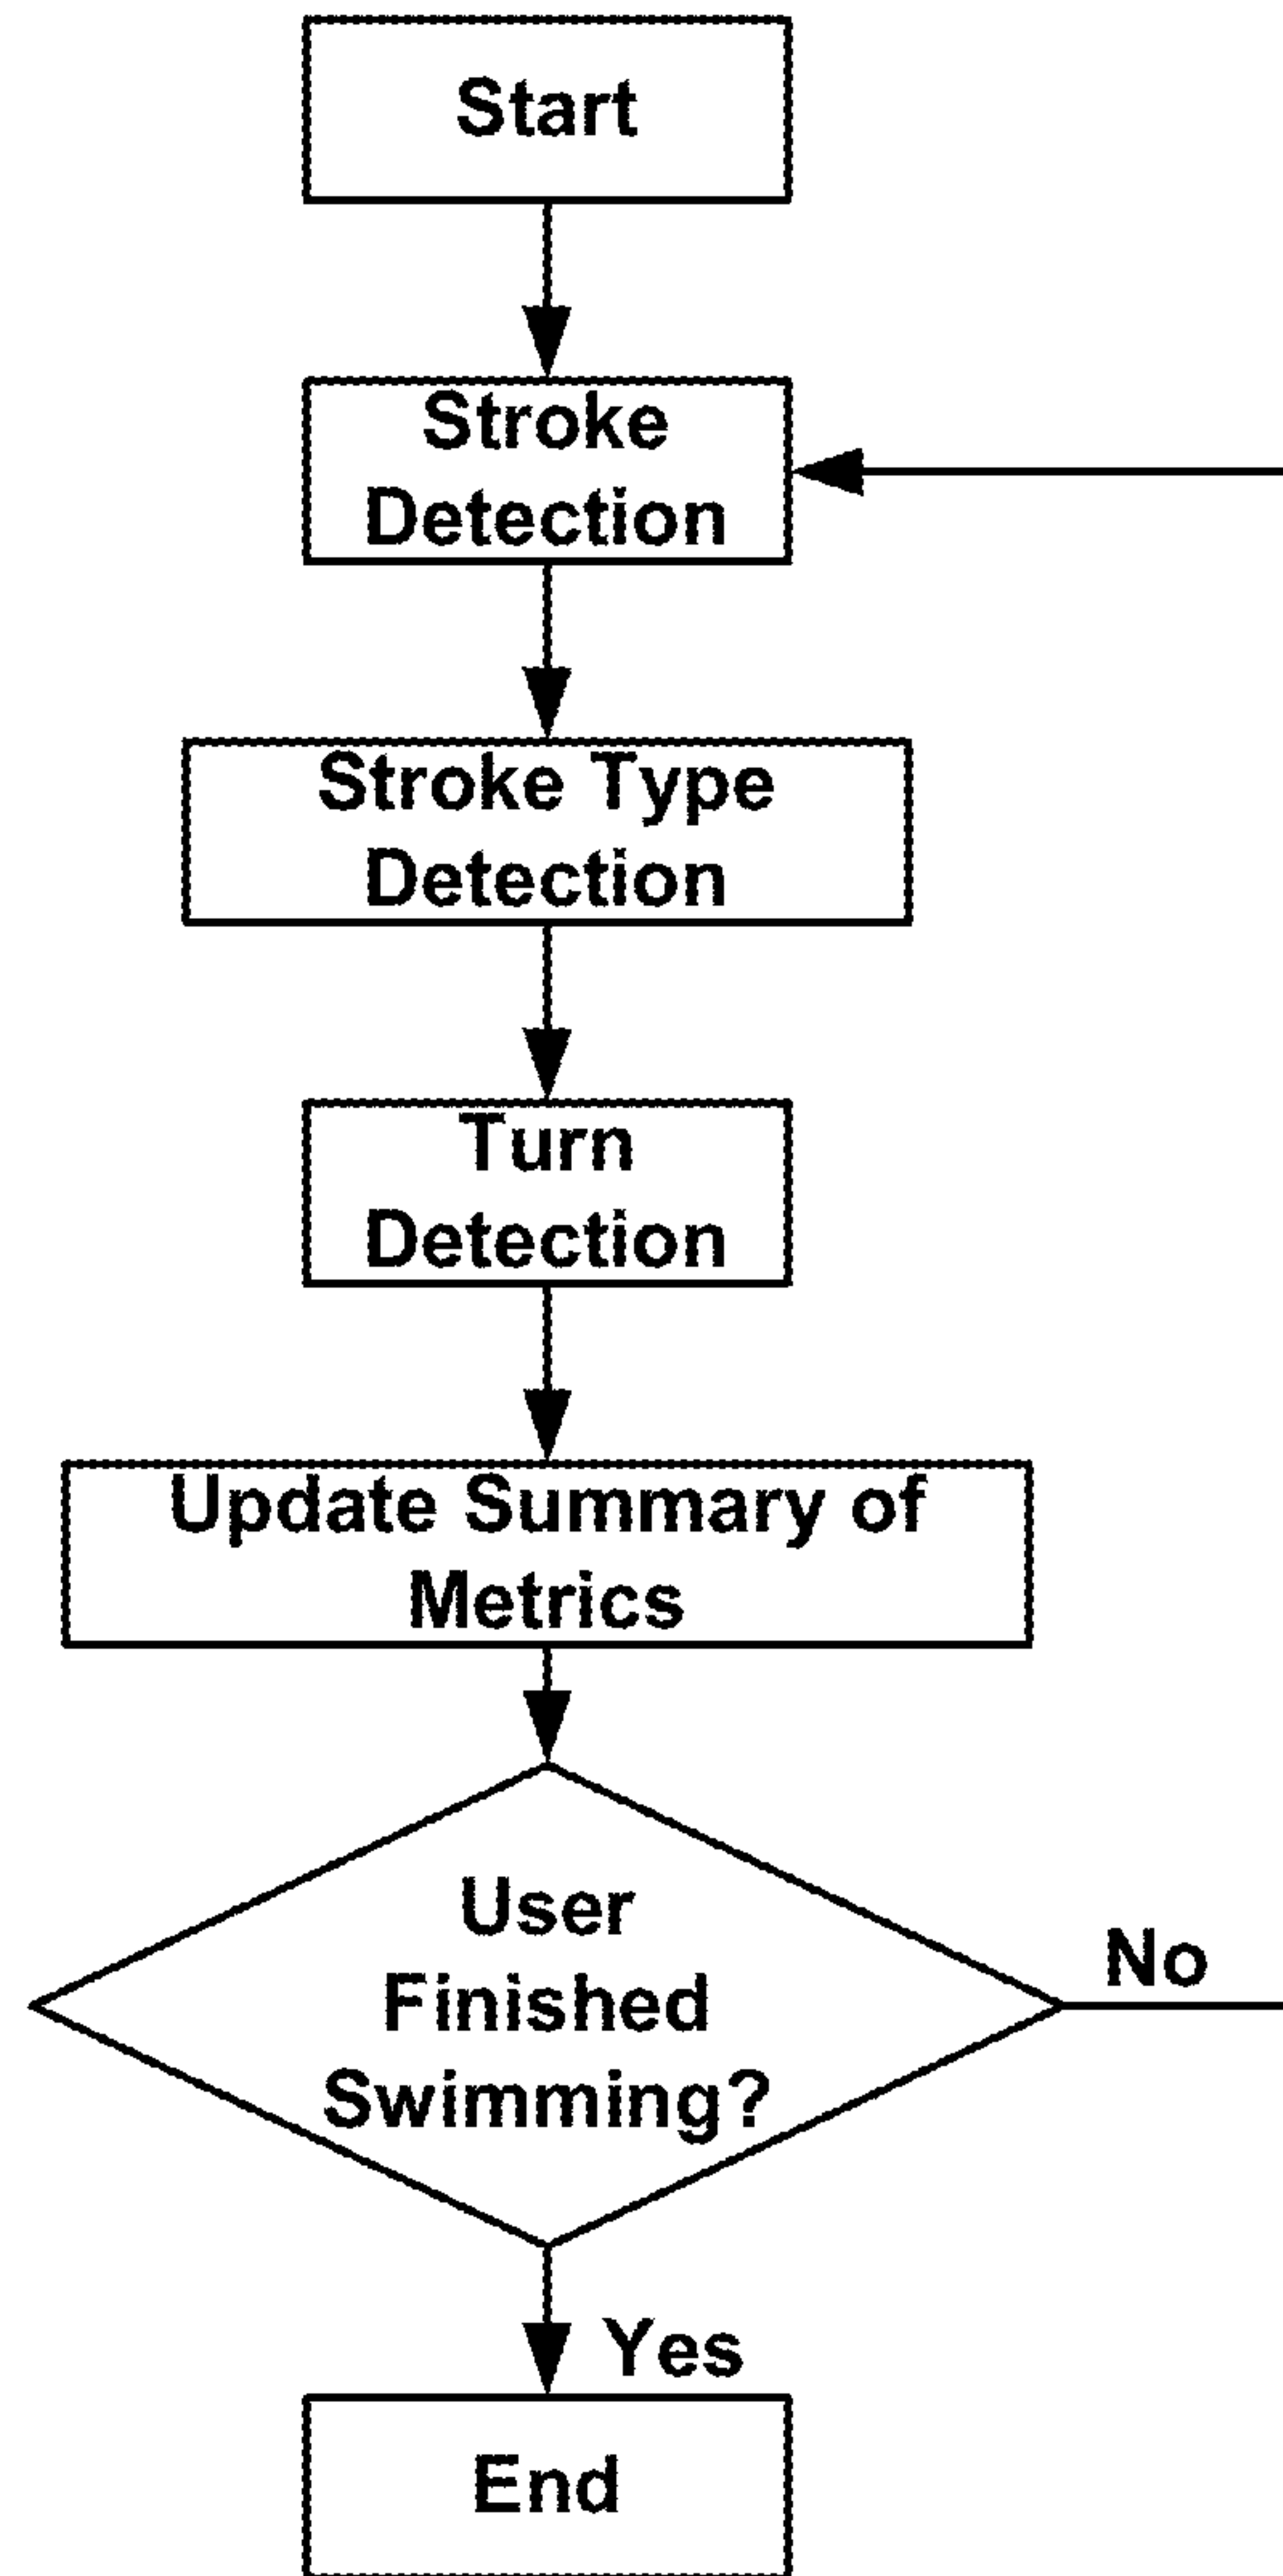 Start
Stroke
Detection
Stroke Type
Detection
Turn
Detection
Update Summary of
Metrics
User
Finished
Swimming?
No
Yes
End